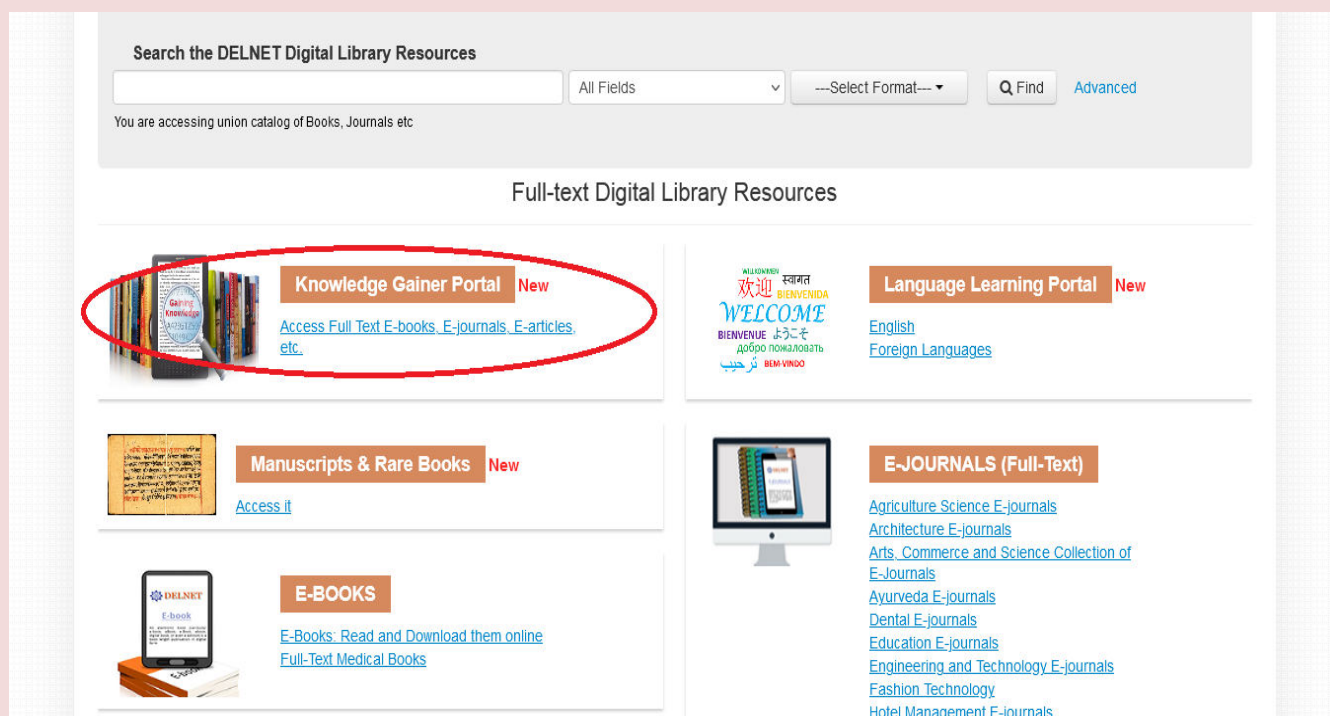 Search the DELNET Digital Library Resources
All Fields
---Select Format---
Find
Advanced
You are accessing union catalog of Books, Journals etc
Full-text Digital Library Resources
Gaining
Knowledge
Knowledge Gainer Portal New
Access Full Text E-books, E-journals, E-articles,
etc.
WILLKOMMEN
स्वागत
欢迎
BIENVENIDA
WELCOME
BIENVENUE ようこそ
добро пожаловать
ترحيب BEM-VINDO
Language Learning Portal New
English
Foreign Languages
Manuscripts & Rare Books New
Access it
DELNET
E-book
E-BOOKS
E-Books: Read and Download them online
Full-Text Medical Books
E-JOURNALS (Full-Text)
Agriculture Science E-journals
Architecture E-journals
Arts, Commerce and Science Collection of
E-Journals
Ayurveda E-journals
Dental E-journals
Education E-journals
Engineering and Technology E-journals
Fashion Technology
Hotel Management E-journals